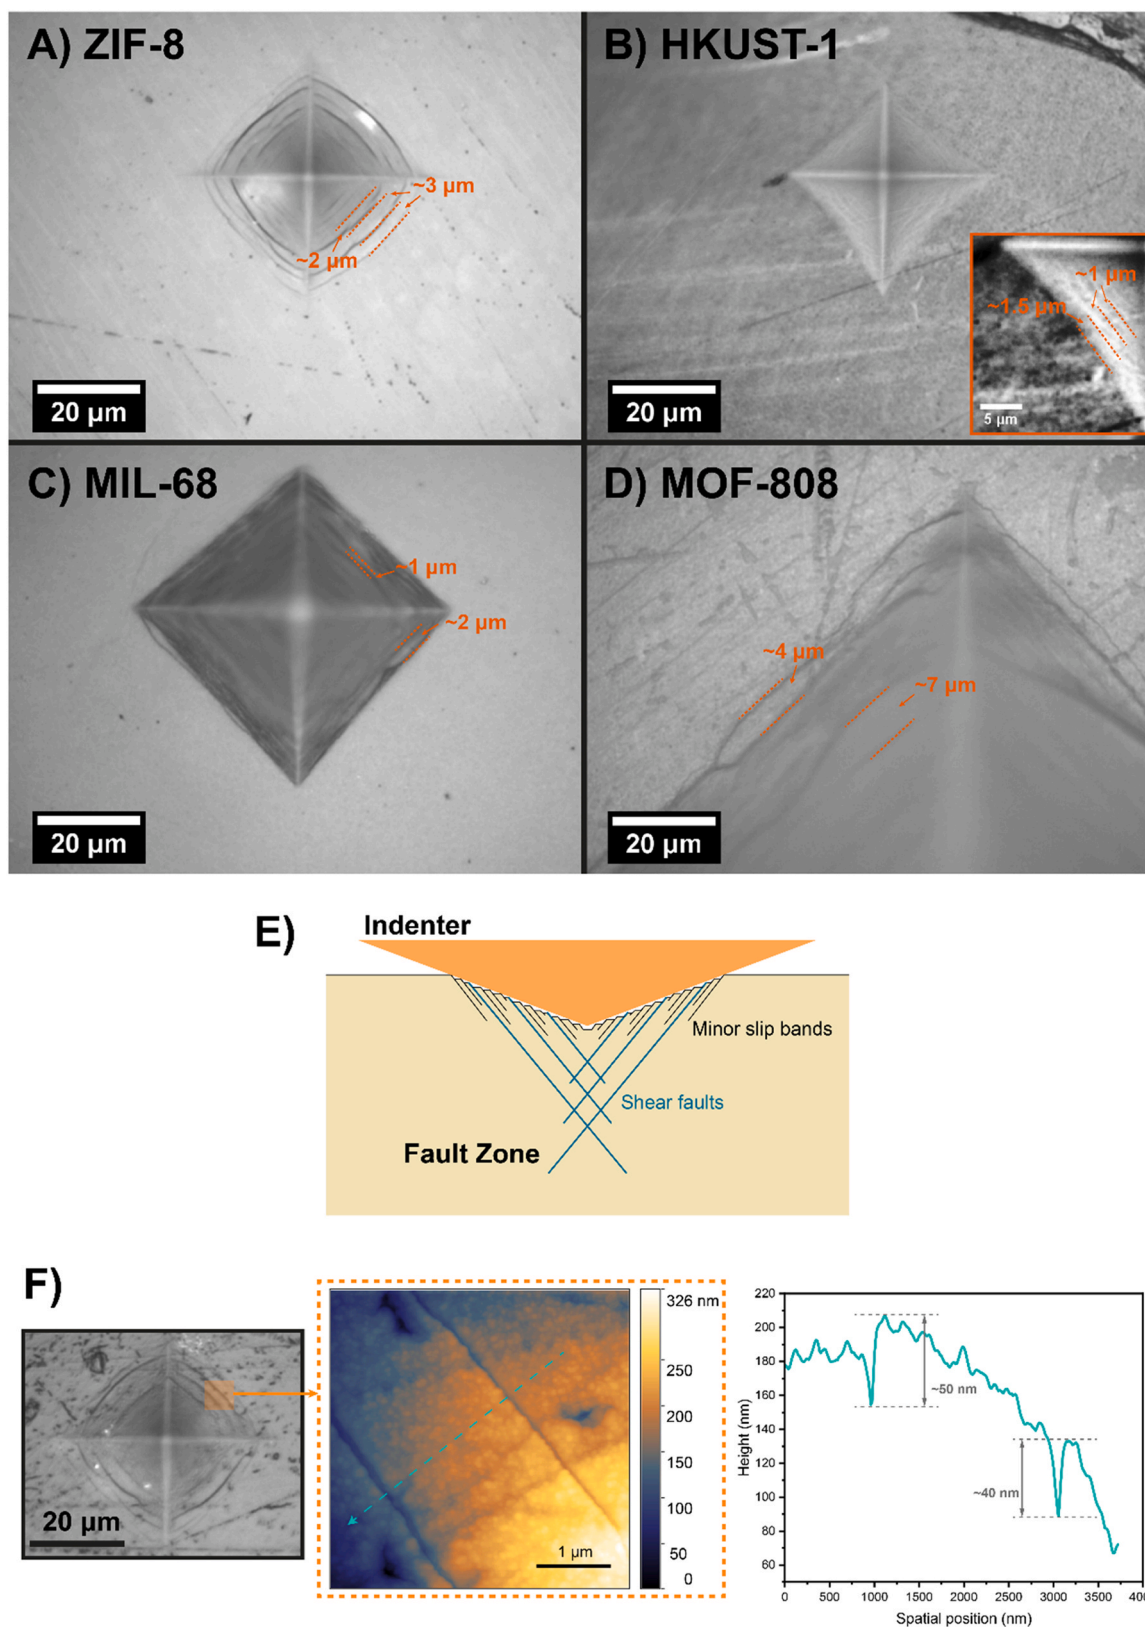 A) ZIF-8
~3 µm
~2 µm
20 µm
B) HKUST-1
~1 µm
~1.5 µm
5 µm
20 µm
C) MIL-68
~1 µm
~2 µm
20 µm
D) MOF-808
~4 µm
~7 µm
20 µm
E)
Indenter
Minor slip bands
Shear faults
Fault Zone
F)
20 µm
1 µm
326 nm
250
200
150
100
50
0
Height (nm)
220
200
180
160
140
120
100
80
60
~50 nm
~40 nm
0 500 1000 1500 2000 2500 3000 3500 400
Spatial position (nm)